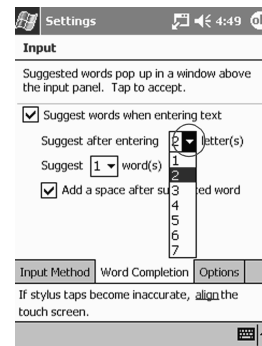 Settings 4:49 ok
Input
Suggested words pop up in a window above
the input panel. Tap to accept.
Suggest words when entering text
Suggest after entering 2 letter(s)
1
Suggest 1 word(s)
2
Add a space after su ted word
3
4
5
6
7
Input Method Word Completion Options
If stylus taps become inaccurate, align the
touch screen.